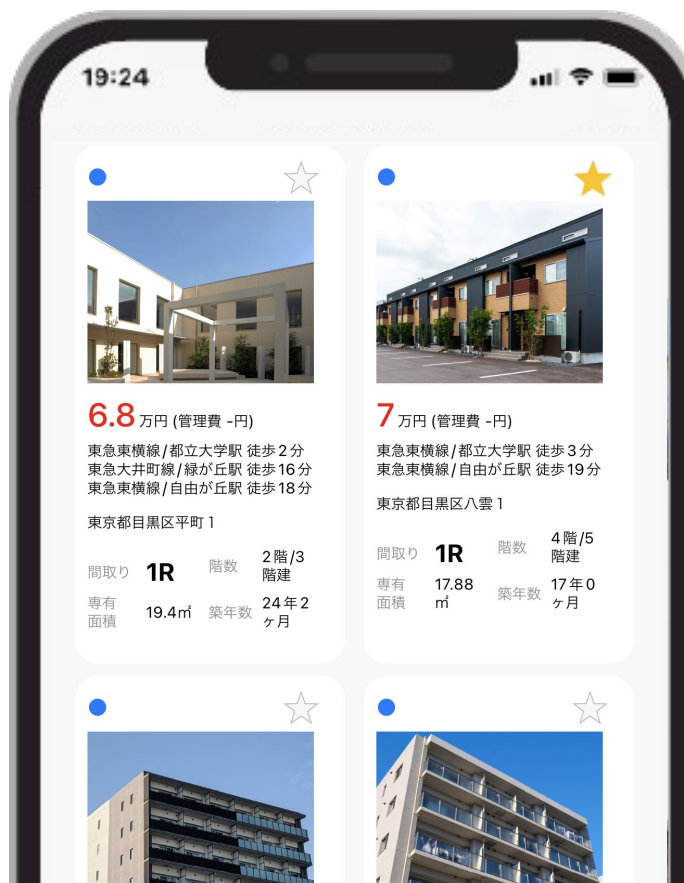 19:24
6.8 万円 (管理費 -円)
東急東横線/都立大学駅 徒歩2分
東急大井町線/緑が丘駅 徒歩16分
東急東横線/自由が丘駅 徒歩18分
東京都目黒区平町1
間取り 1R 階数 2階/3
階建
専有
面積 19.4㎡ 築年数 24年2
ヶ月
7 万円 (管理費 -円)
東急東横線/都立大学駅 徒歩3分
東急東横線/自由が丘駅 徒歩19分
東京都目黒区八雲1
間取り 1R 階数 4階/5
階建
専有
面積 17.88
㎡ 築年数 17年0
ヶ月